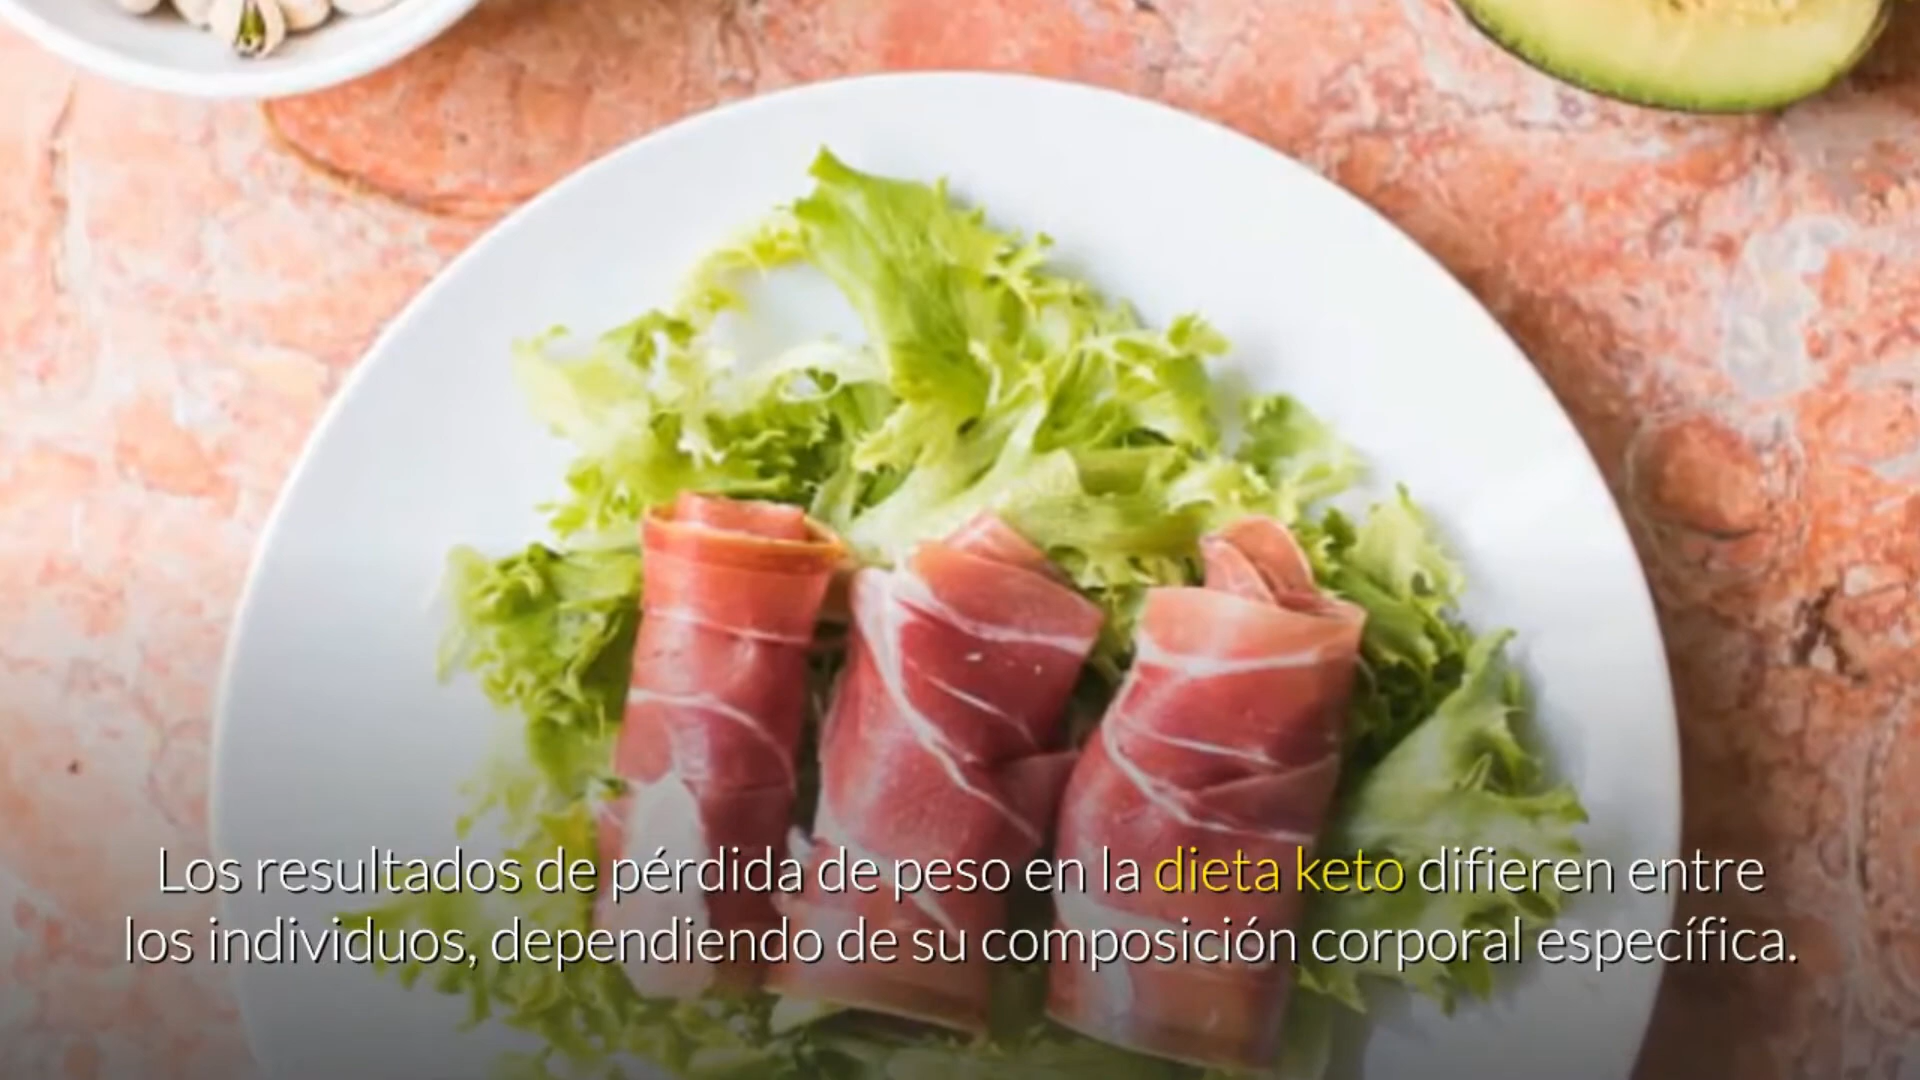 Los resultados de pérdida de peso en la dieta keto difieren entre
los individuos, dependiendo de su composición corporal específica.